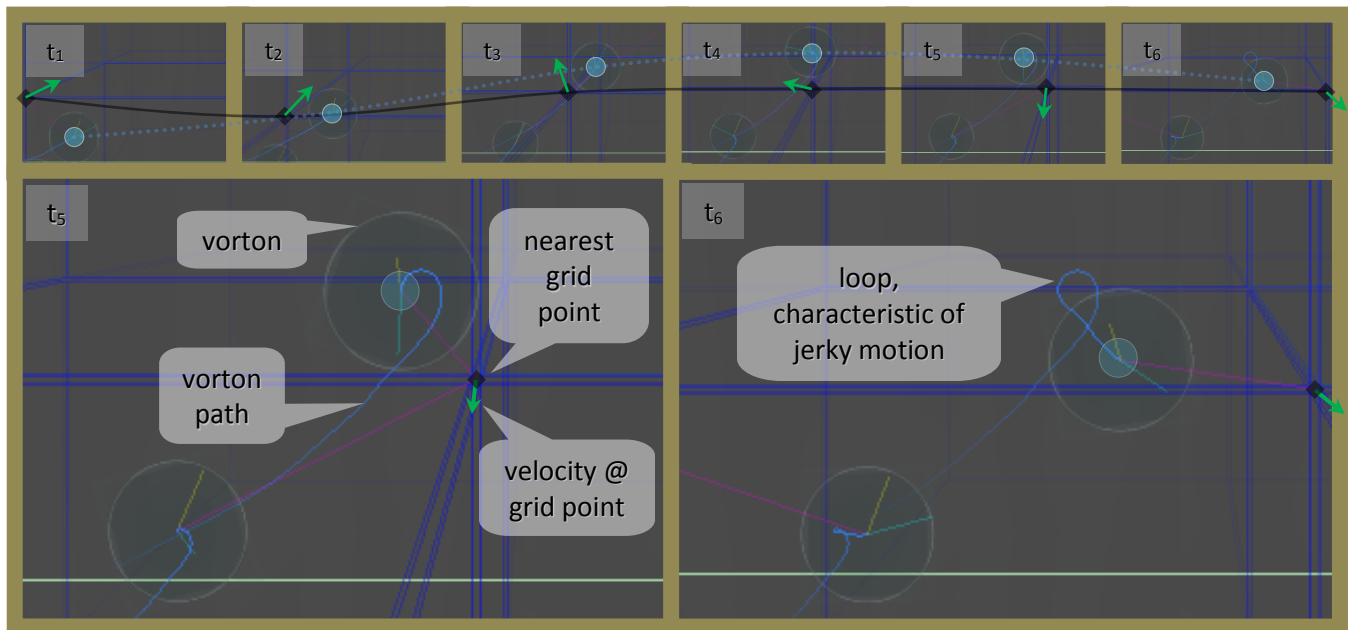 t₁
t₂
t₃
t₄
t₅
t₆
t₅
vorton
nearest
grid
point
vorton
path
velocity @
grid point
t₆
loop,
characteristic of
jerky motion